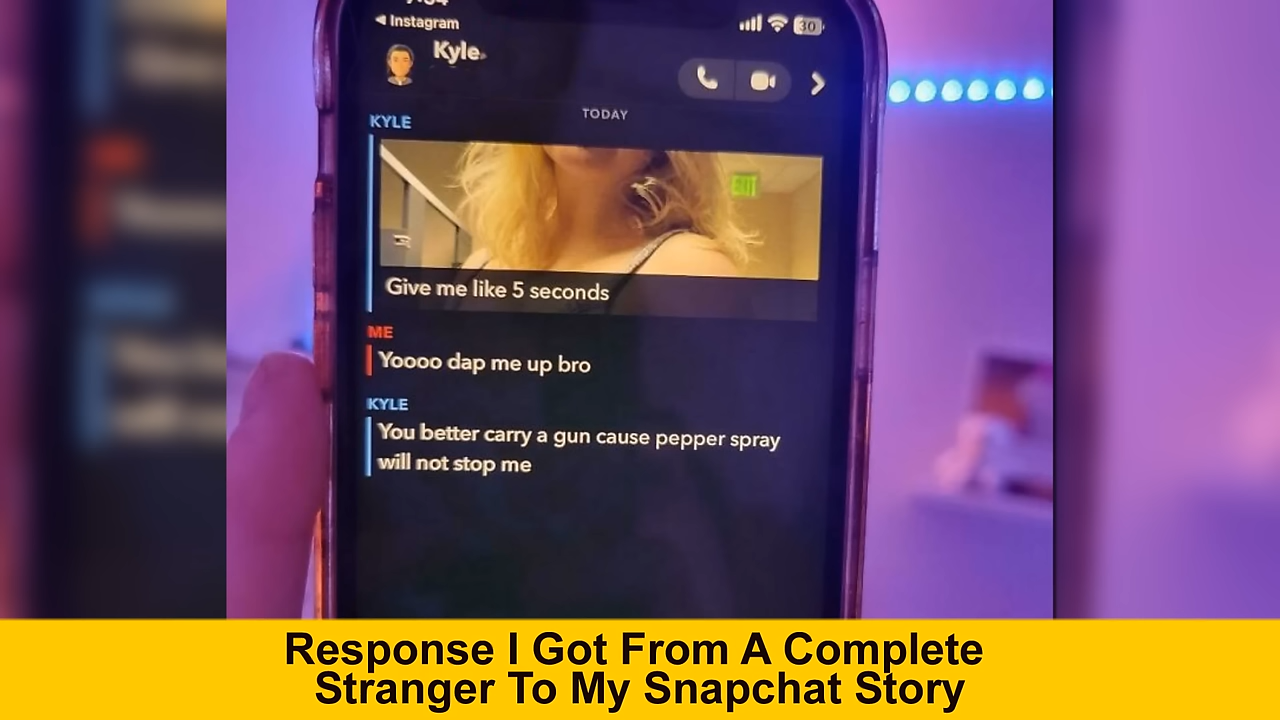 Instagram
30
Kyle
TODAY
KYLE
EXIT
Give me like 5 seconds
ME
Yoooo dap me up bro
KYLE
You better carry a gun cause pepper spray
will not stop me
Response I Got From A Complete
Stranger To My Snapchat Story